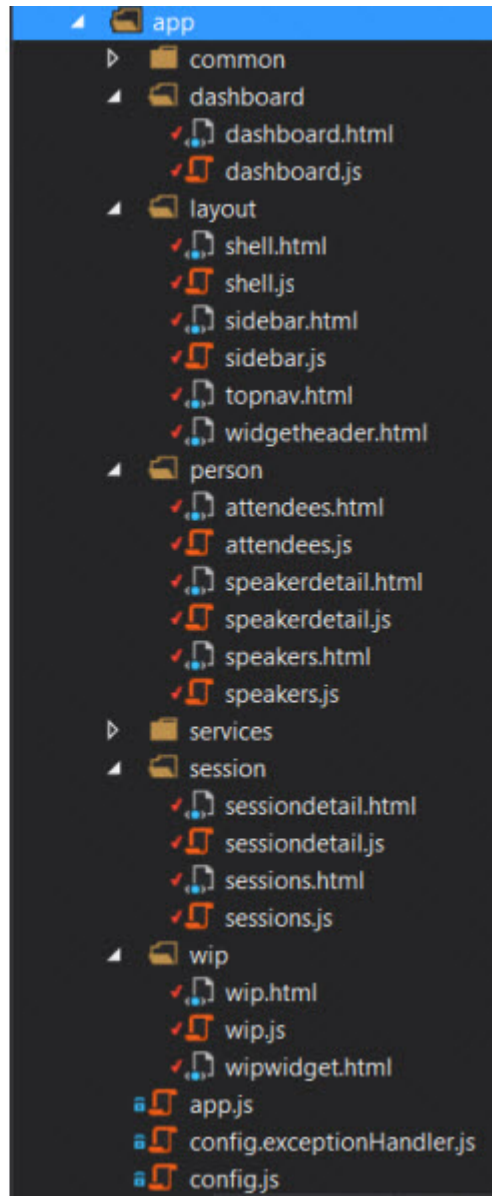 app
common
dashboard
dashboard.html
dashboard.js
layout
shell.html
shell.js
sidebar.html
sidebar.js
topnav.html
widgetheader.html
person
attendees.html
attendees.js
speakerdetail.html
speakerdetail.js
speakers.html
speakers.js
services
session
sessiondetail.html
sessiondetail.js
sessions.html
sessions.js
wip
wip.html
wip.js
wipwidget.html
app.js
config.exceptionHandler.js
config.js